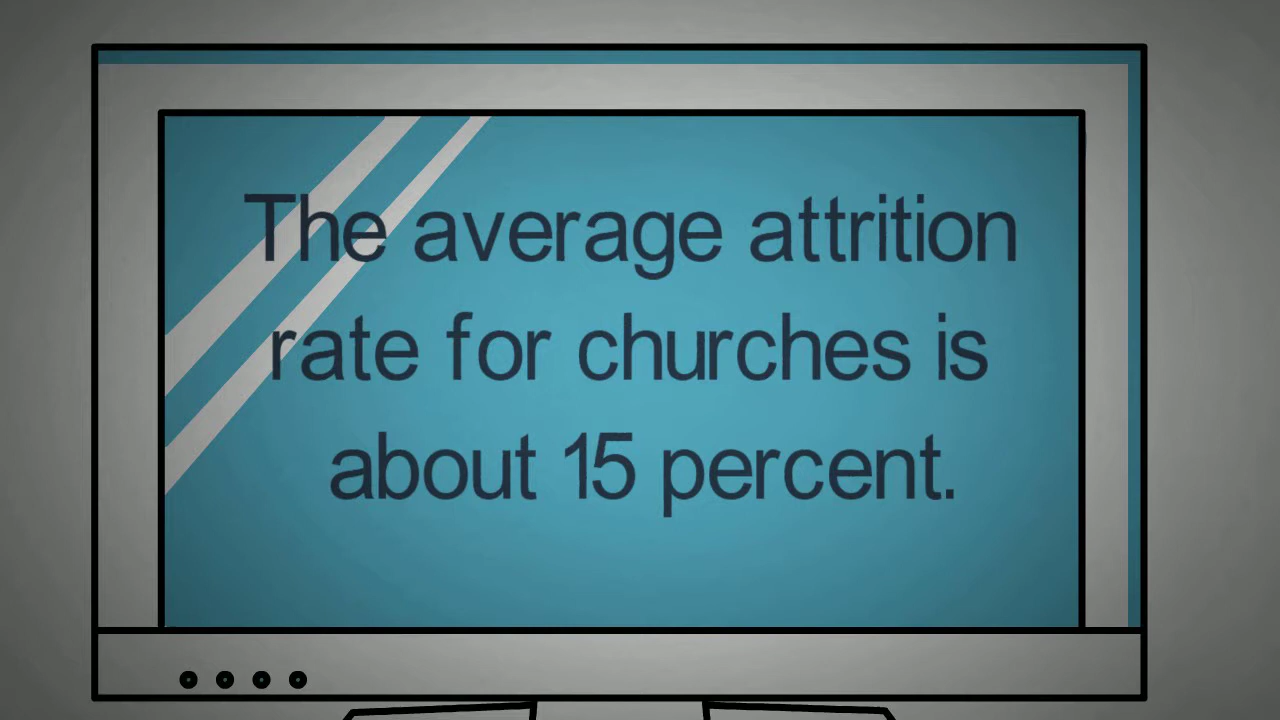 The average attrition
rate for churches is
about 15 percent.